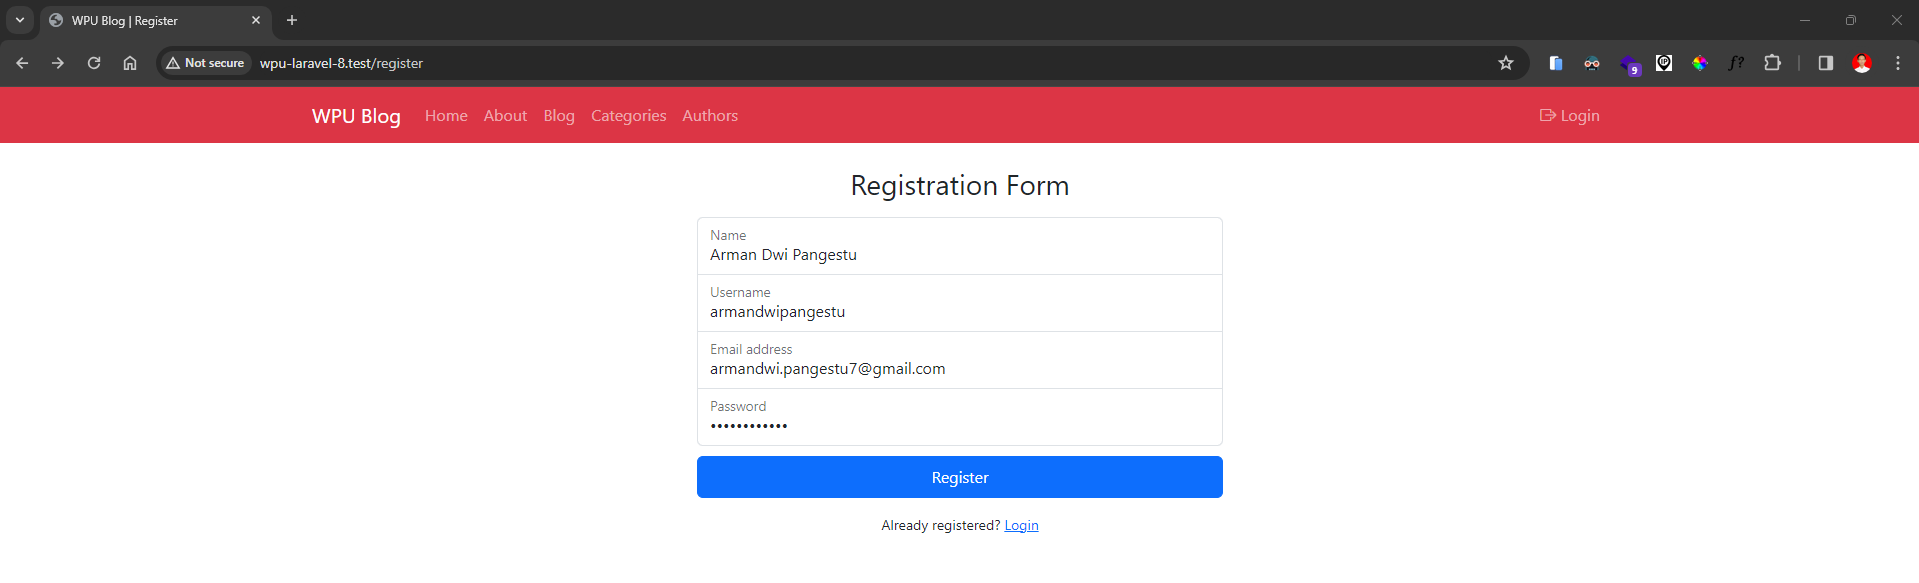 WPU Blog | Register
Not secure wpu-laravel-8.test/register
9
f?
WPU Blog Home About Blog Categories Authors Login
Registration Form
Name
Arman Dwi Pangestu
Username
armandwipangestu
Email address
armandwi.pangestu7@gmail.com
Password
••••••••••••
Register
Already registered? Login